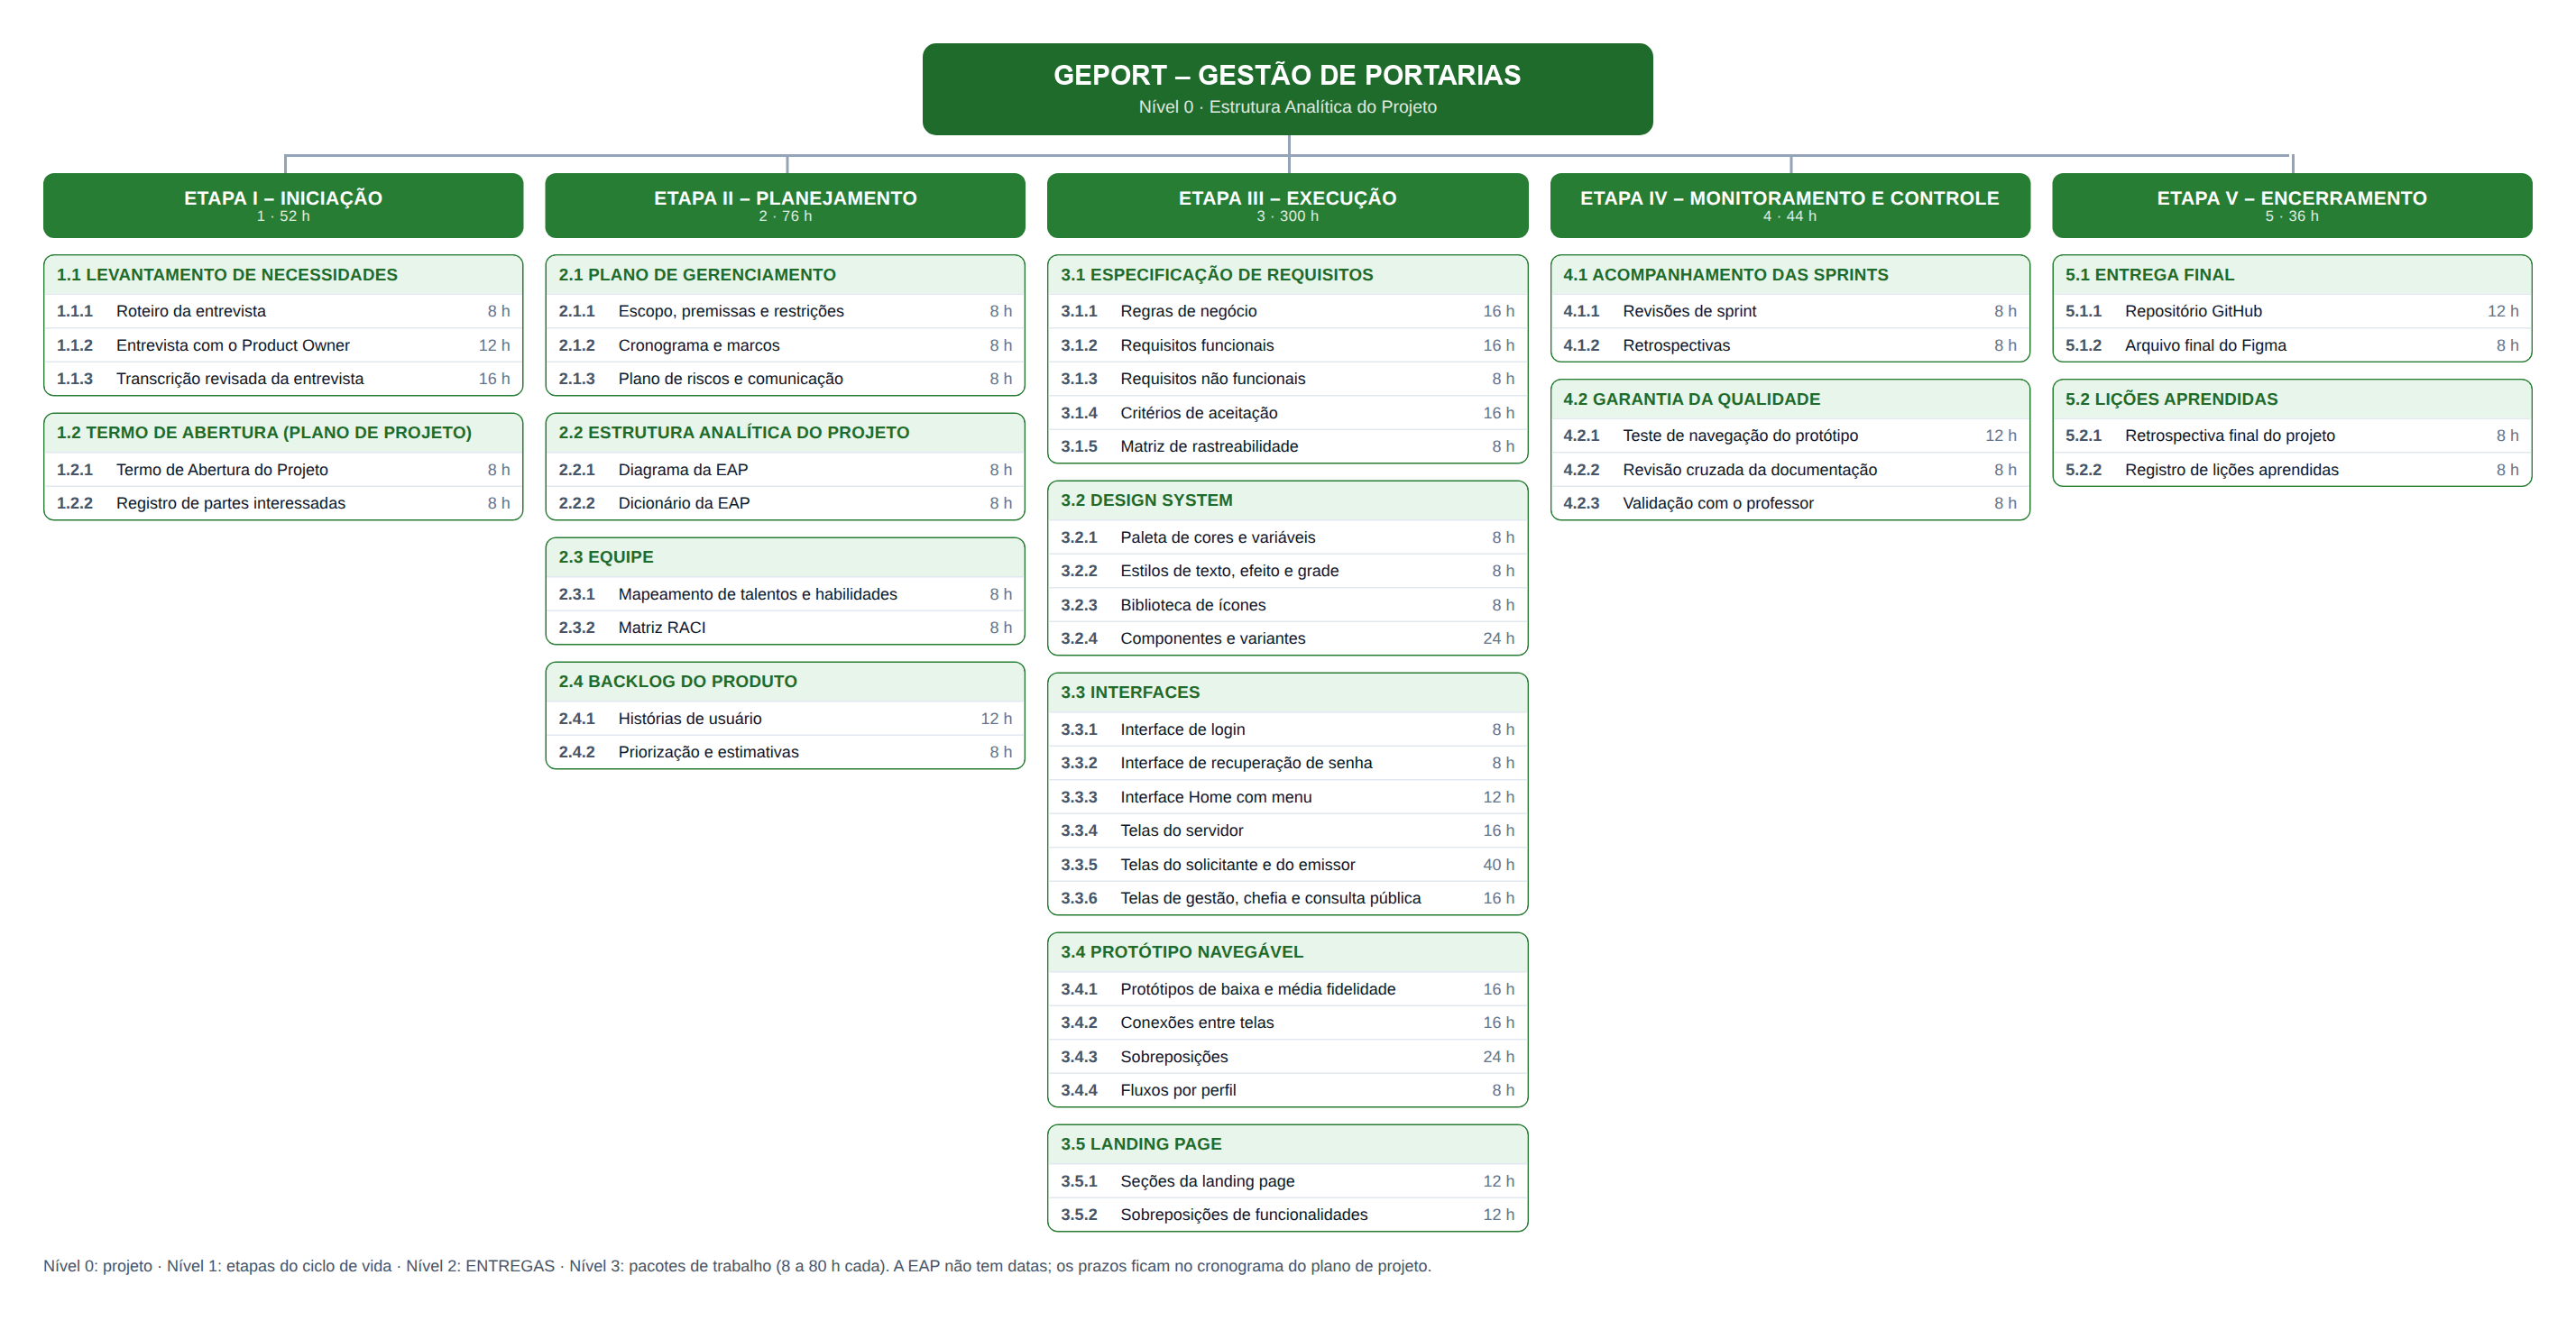 GEPORT – GESTÃO DE PORTARIAS
Nível 0 · Estrutura Analítica do Projeto
ETAPA I – INICIAÇÃO
1 · 52 h
1.1 LEVANTAMENTO DE NECESSIDADES
1.1.1 Roteiro da entrevista 8 h
1.1.2 Entrevista com o Product Owner 12 h
1.1.3 Transcrição revisada da entrevista 16 h
1.2 TERMO DE ABERTURA (PLANO DE PROJETO)
1.2.1 Termo de Abertura do Projeto 8 h
1.2.2 Registro de partes interessadas 8 h
ETAPA II – PLANEJAMENTO
2 · 76 h
2.1 PLANO DE GERENCIAMENTO
2.1.1 Escopo, premissas e restrições 8 h
2.1.2 Cronograma e marcos 8 h
2.1.3 Plano de riscos e comunicação 8 h
2.2 ESTRUTURA ANALÍTICA DO PROJETO
2.2.1 Diagrama da EAP 8 h
2.2.2 Dicionário da EAP 8 h
2.3 EQUIPE
2.3.1 Mapeamento de talentos e habilidades 8 h
2.3.2 Matriz RACI 8 h
2.4 BACKLOG DO PRODUTO
2.4.1 Histórias de usuário 12 h
2.4.2 Priorização e estimativas 8 h
ETAPA III – EXECUÇÃO
3 · 300 h
3.1 ESPECIFICAÇÃO DE REQUISITOS
3.1.1 Regras de negócio 16 h
3.1.2 Requisitos funcionais 16 h
3.1.3 Requisitos não funcionais 8 h
3.1.4 Critérios de aceitação 16 h
3.1.5 Matriz de rastreabilidade 8 h
3.2 DESIGN SYSTEM
3.2.1 Paleta de cores e variáveis 8 h
3.2.2 Estilos de texto, efeito e grade 8 h
3.2.3 Biblioteca de ícones 8 h
3.2.4 Componentes e variantes 24 h
3.3 INTERFACES
3.3.1 Interface de login 8 h
3.3.2 Interface de recuperação de senha 8 h
3.3.3 Interface Home com menu 12 h
3.3.4 Telas do servidor 16 h
3.3.5 Telas do solicitante e do emissor 40 h
3.3.6 Telas de gestão, chefia e consulta pública 16 h
3.4 PROTÓTIPO NAVEGÁVEL
3.4.1 Protótipos de baixa e média fidelidade 16 h
3.4.2 Conexões entre telas 16 h
3.4.3 Sobreposições 24 h
3.4.4 Fluxos por perfil 8 h
3.5 LANDING PAGE
3.5.1 Seções da landing page 12 h
3.5.2 Sobreposições de funcionalidades 12 h
ETAPA IV – MONITORAMENTO E CONTROLE
4 · 44 h
4.1 ACOMPANHAMENTO DAS SPRINTS
4.1.1 Revisões de sprint 8 h
4.1.2 Retrospectivas 8 h
4.2 GARANTIA DA QUALIDADE
4.2.1 Teste de navegação do protótipo 12 h
4.2.2 Revisão cruzada da documentação 8 h
4.2.3 Validação com o professor 8 h
ETAPA V – ENCERRAMENTO
5 · 36 h
5.1 ENTREGA FINAL
5.1.1 Repositório GitHub 12 h
5.1.2 Arquivo final do Figma 8 h
5.2 LIÇÕES APRENDIDAS
5.2.1 Retrospectiva final do projeto 8 h
5.2.2 Registro de lições aprendidas 8 h
Nível 0: projeto · Nível 1: etapas do ciclo de vida · Nível 2: ENTREGAS · Nível 3: pacotes de trabalho (8 a 80 h cada). A EAP não tem datas; os prazos ficam no cronograma do plano de projeto.